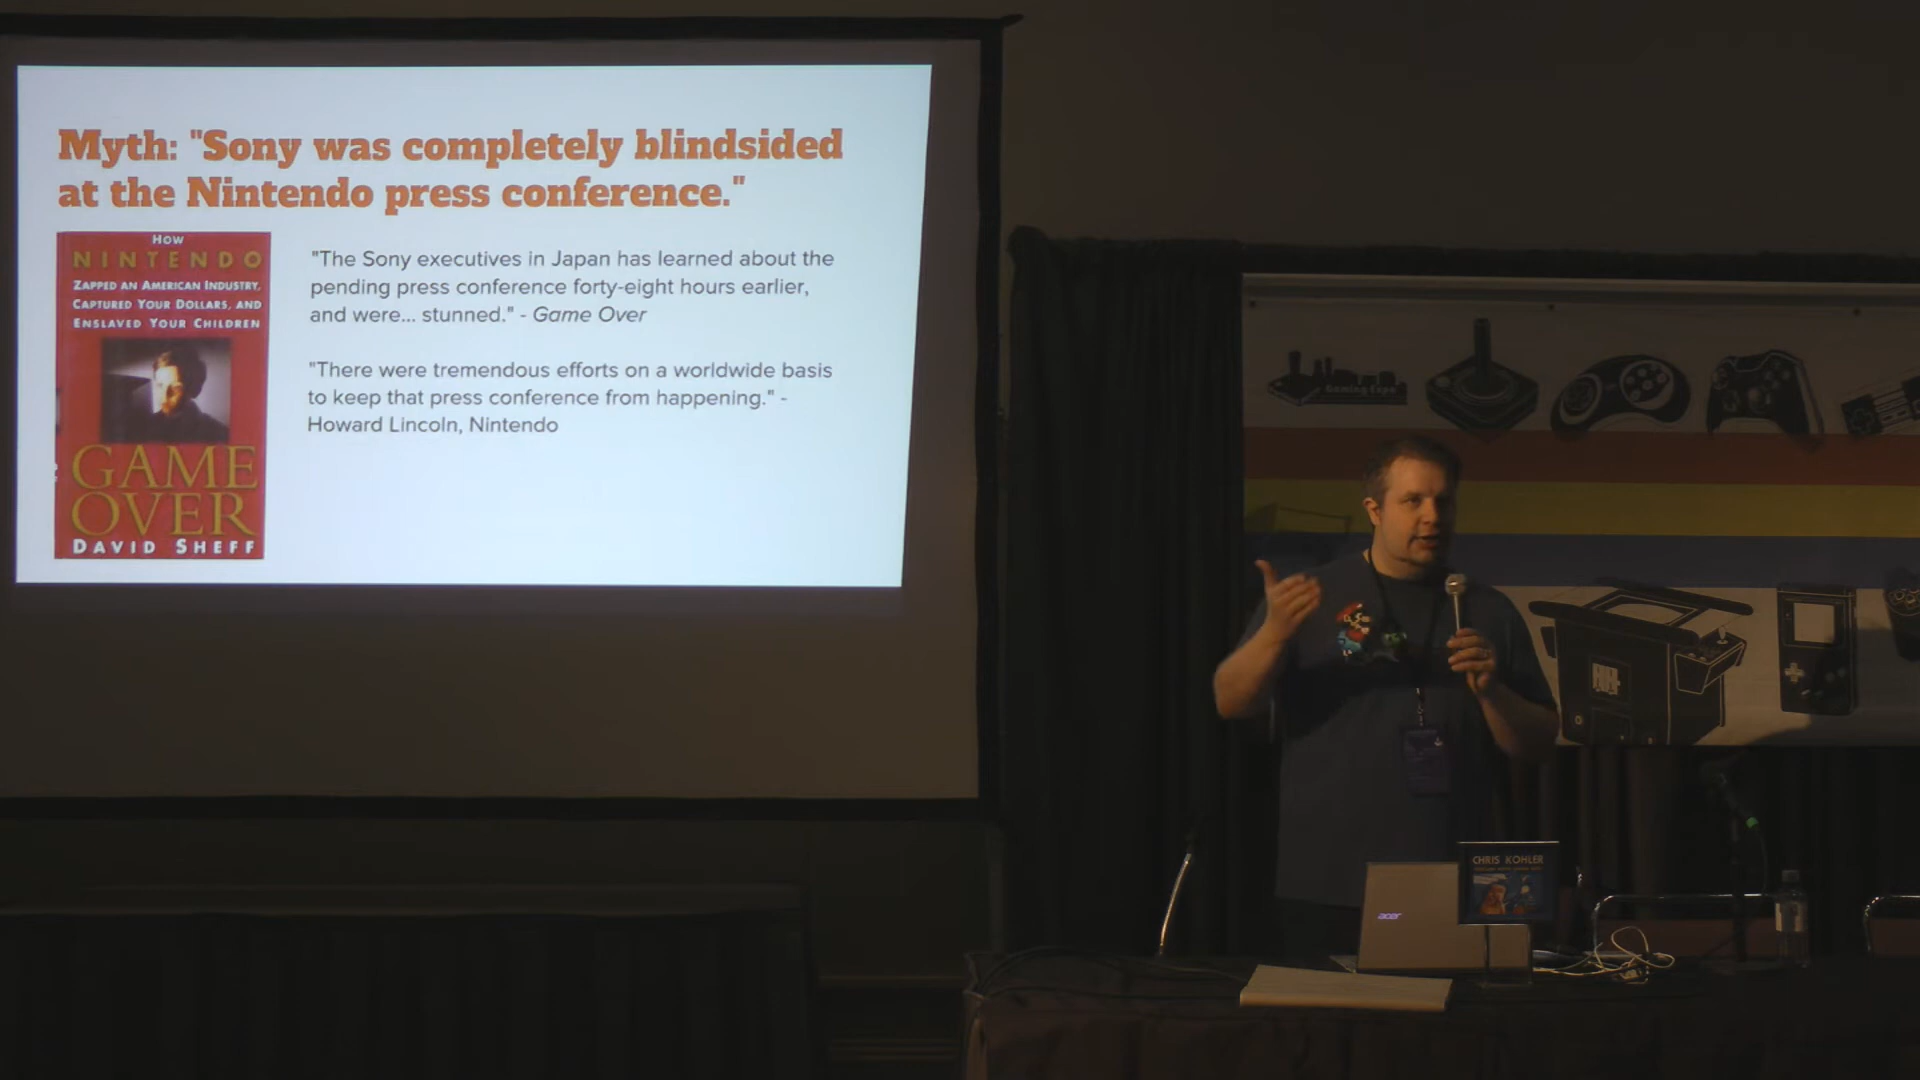 Myth: "Sony was completely blindsided
at the Nintendo press conference."
How
NINTENDO
ZAPPED AN AMERICAN INDUSTRY,
CAPTURED YOUR DOLLARS, AND
ENSLAVED YOUR CHILDREN
GAME
OVER
DAVID SHEFF
"The Sony executives in Japan has learned about the
pending press conference forty-eight hours earlier,
and were... stunned." - Game Over
"There were tremendous efforts on a worldwide basis
to keep that press conference from happening." -
Howard Lincoln, Nintendo
Gaming Expo
CHRIS KOHLER
acer